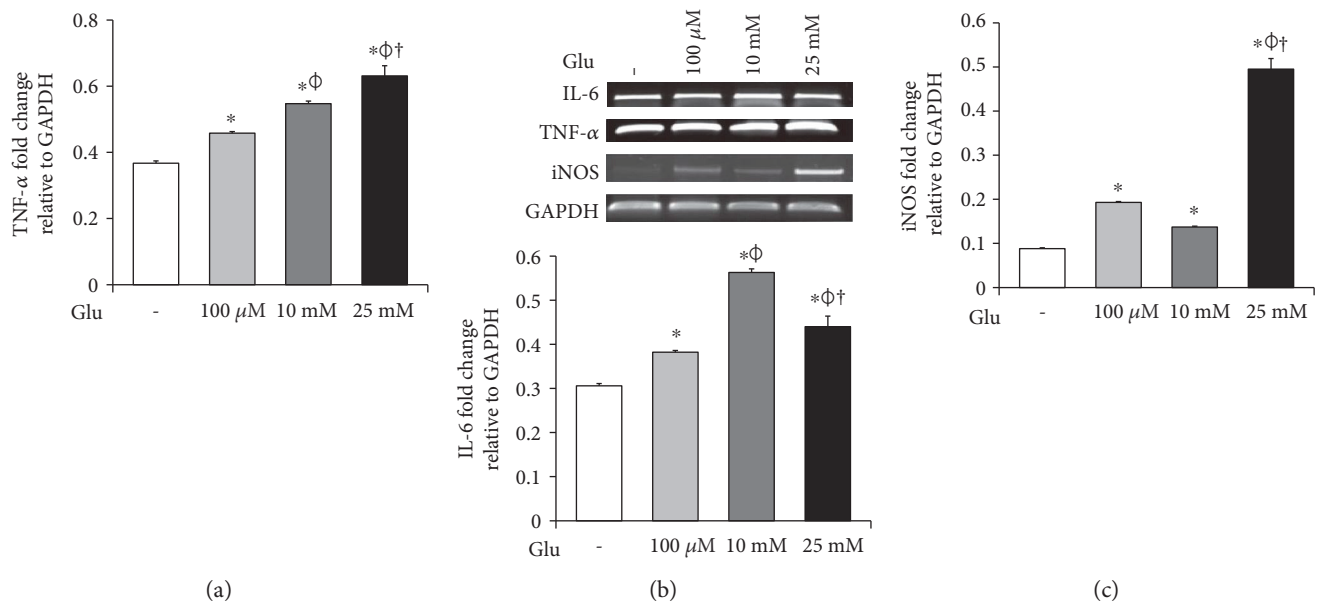 0.8
0.6
0.4
0.2
0
TNF-α fold change
relative to GAPDH
*
*Φ
*Φ†
Glu - 100 μM 10 mM 25 mM
(a)
Glu - 100 μM 10 mM 25 mM
IL-6
TNF-α
iNOS
GAPDH
0.6
0.5
0.4
0.3
0.2
0.1
0
IL-6 fold change
relative to GAPDH
*
*Φ
*Φ†
Glu - 100 μM 10 mM 25 mM
(b)
0.6
0.5
0.4
0.3
0.2
0.1
0
iNOS fold change
relative to GAPDH
*
*
*Φ†
Glu - 100 μM 10 mM 25 mM
(c)